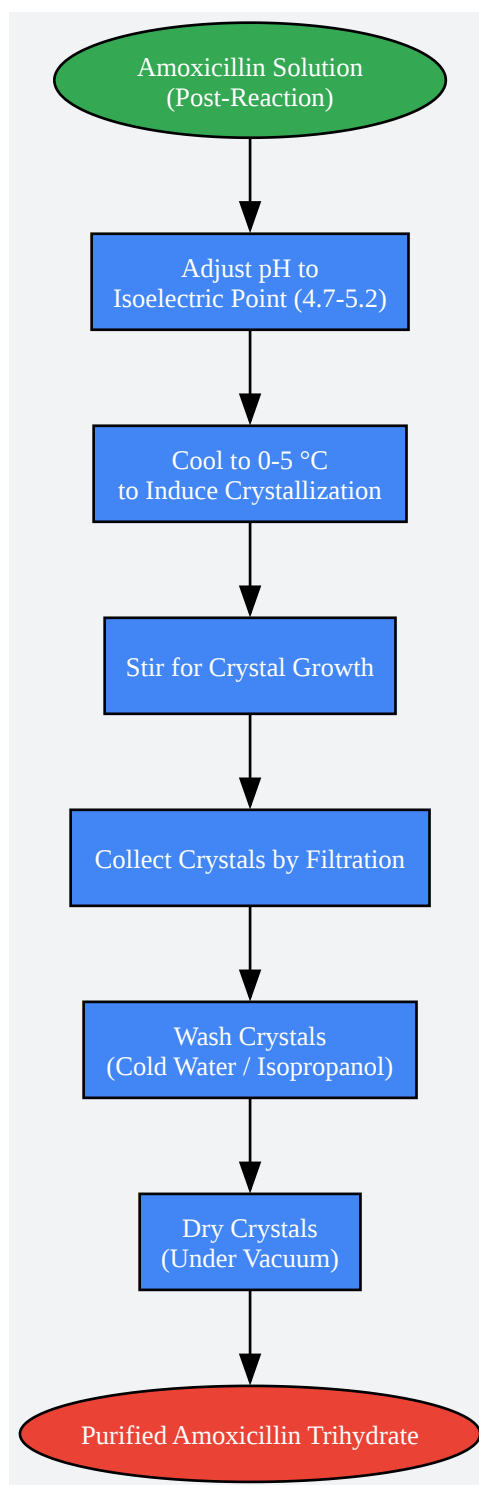 Amoxicillin Solution
(Post-Reaction)
Adjust pH to
Isoelectric Point (4.7-5.2)
Cool to 0-5 °C
to Induce Crystallization
Stir for Crystal Growth
Collect Crystals by Filtration
Wash Crystals
(Cold Water / Isopropanol)
Dry Crystals
(Under Vacuum)
Purified Amoxicillin Trihydrate